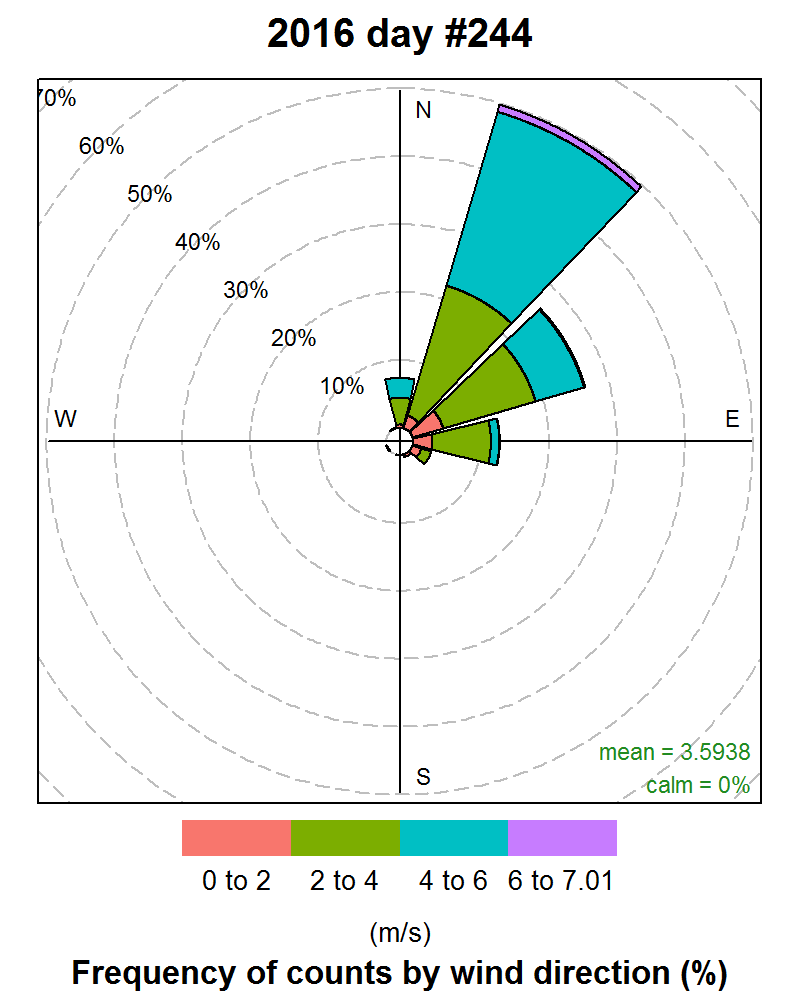 2016 day #244
70%
60%
50%
40%
30%
20%
10%
N
W
E
S
mean = 3.5938
calm = 0%
0 to 2 2 to 4 4 to 6 6 to 7.01
(m/s)
Frequency of counts by wind direction (%)